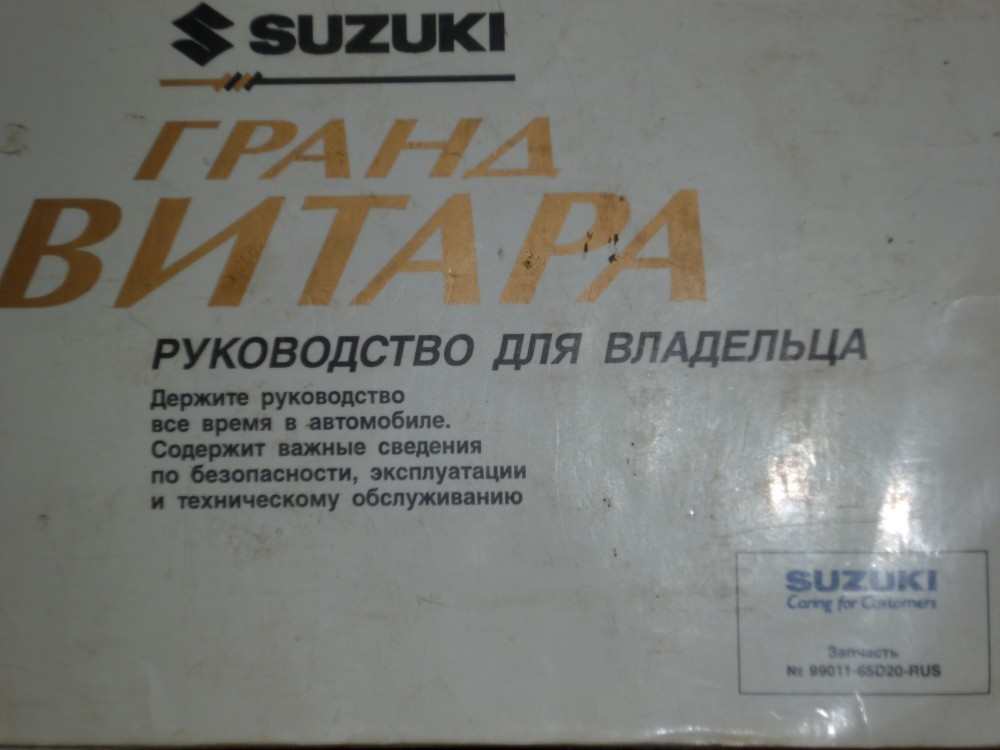 SUZUKI
ГРАНД
ВИТАРА
РУКОВОДСТВО ДЛЯ ВЛАДЕЛЬЦА
Держите руководство
все время в автомобиле.
Содержит важные сведения
по безопасности, эксплуатации
и техническому обслуживанию
SUZUKI
Caring for Customers
Запчасть
№ 99011-65D20-RUS